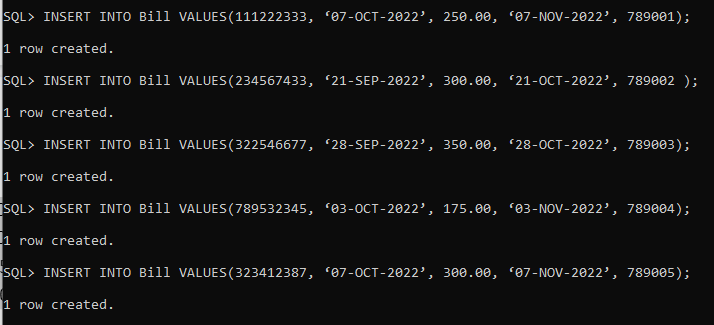 SQL> INSERT INTO Bill VALUES(111222333, ‘07-OCT-2022’, 250.00, ‘07-NOV-2022’, 789001);
1 row created.
SQL> INSERT INTO Bill VALUES(234567433, ‘21-SEP-2022’, 300.00, ‘21-OCT-2022’, 789002 );
1 row created.
SQL> INSERT INTO Bill VALUES(322546677, ‘28-SEP-2022’, 350.00, ‘28-OCT-2022’, 789003);
1 row created.
SQL> INSERT INTO Bill VALUES(789532345, ‘03-OCT-2022’, 175.00, ‘03-NOV-2022’, 789004);
1 row created.
SQL> INSERT INTO Bill VALUES(323412387, ‘07-OCT-2022’, 300.00, ‘07-NOV-2022’, 789005);
1 row created.